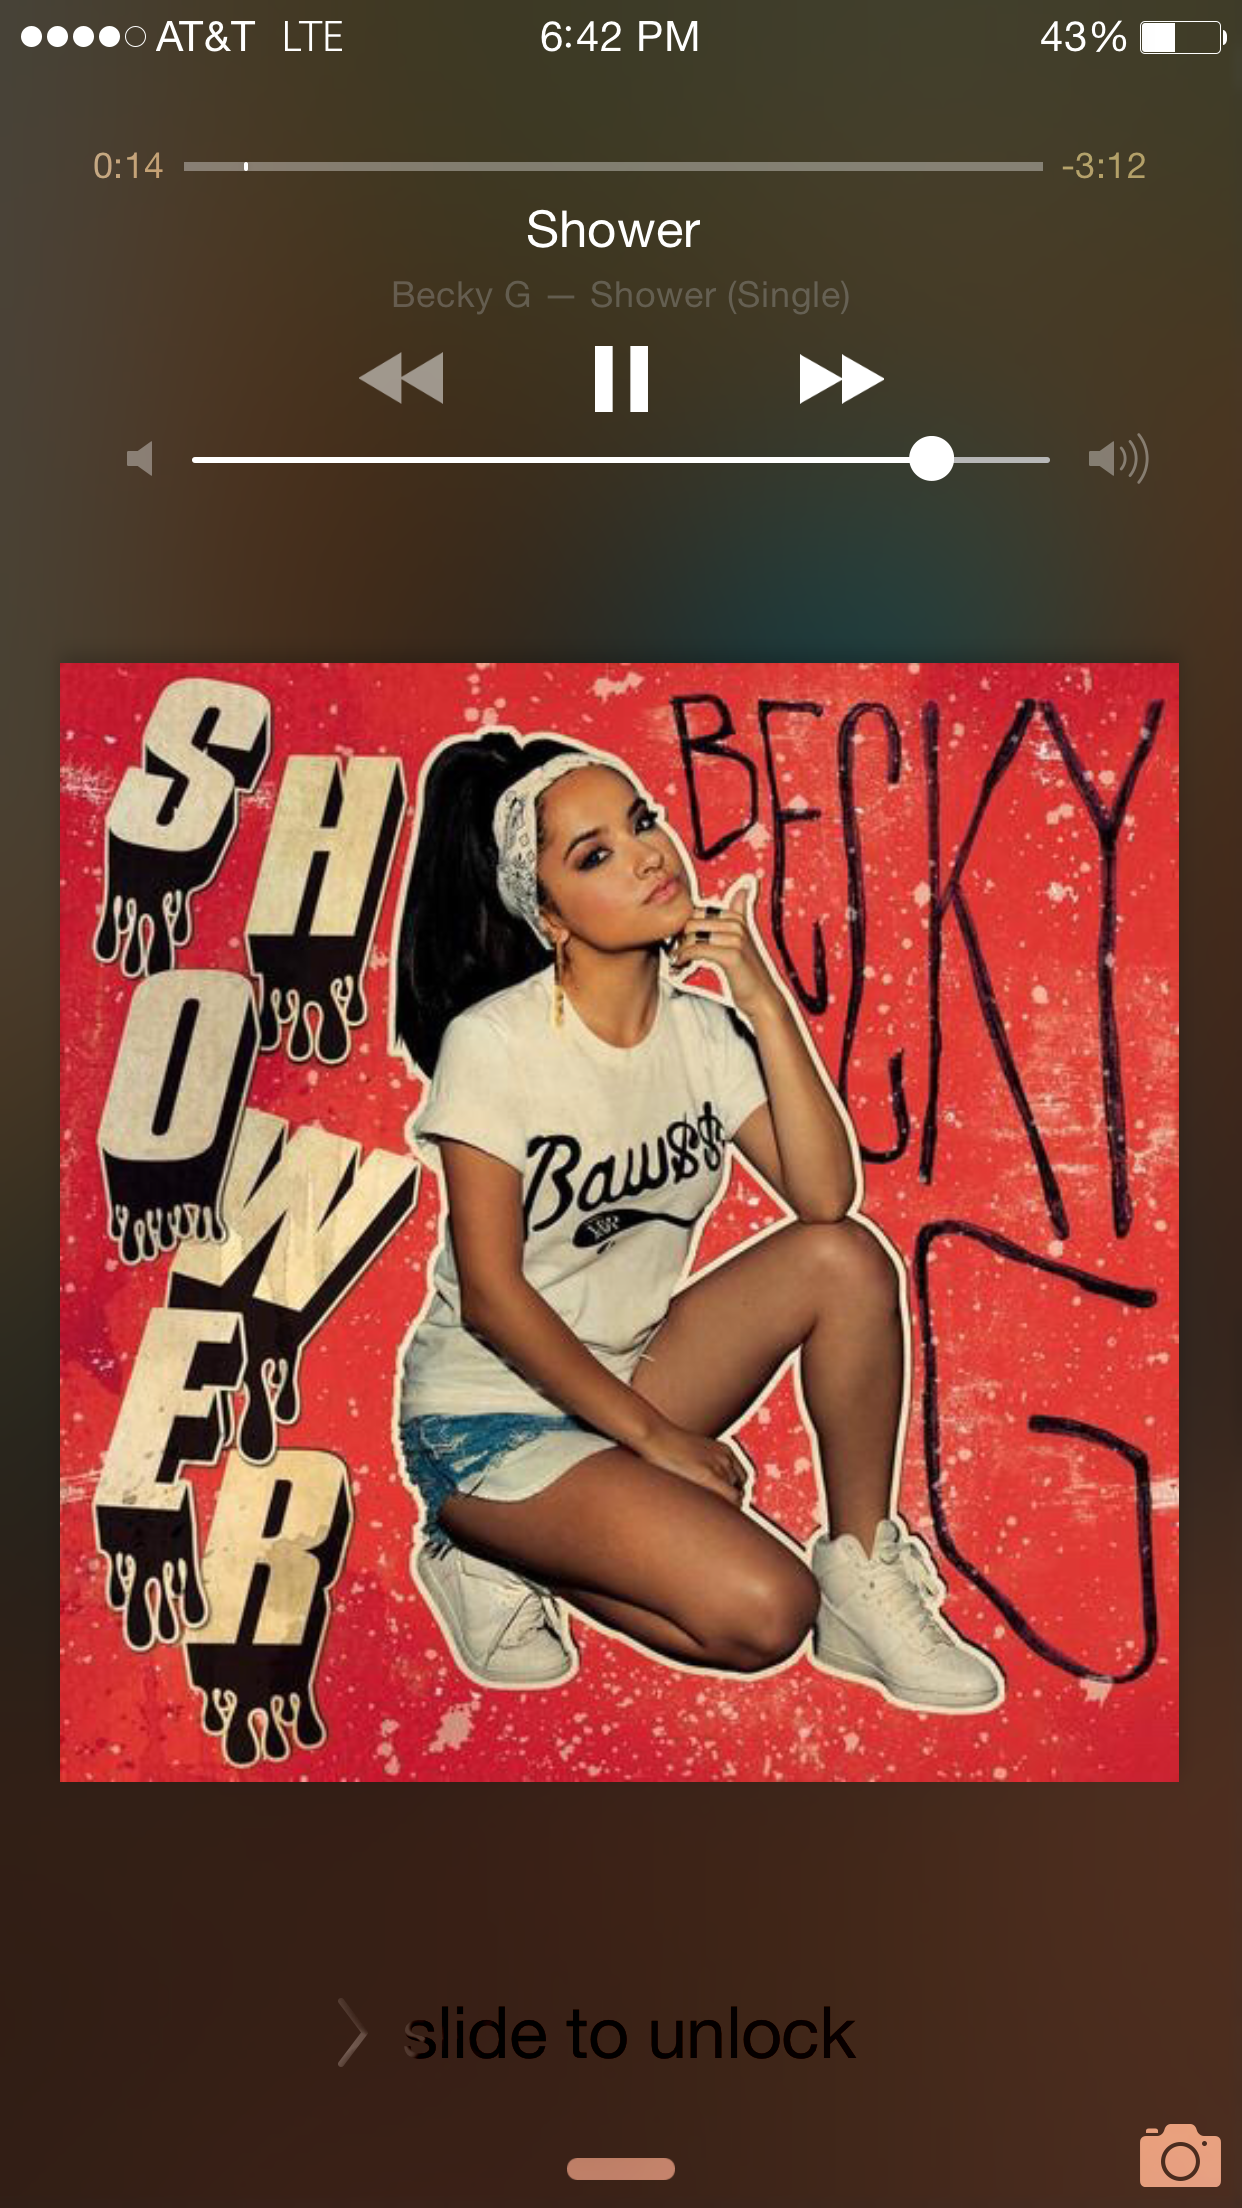 AT&T LTE 6:42 PM 43%
0:14 -3:12
Shower
Becky G — Shower (Single)
SHOWER
BECKY
G
Baw$$
slide to unlock